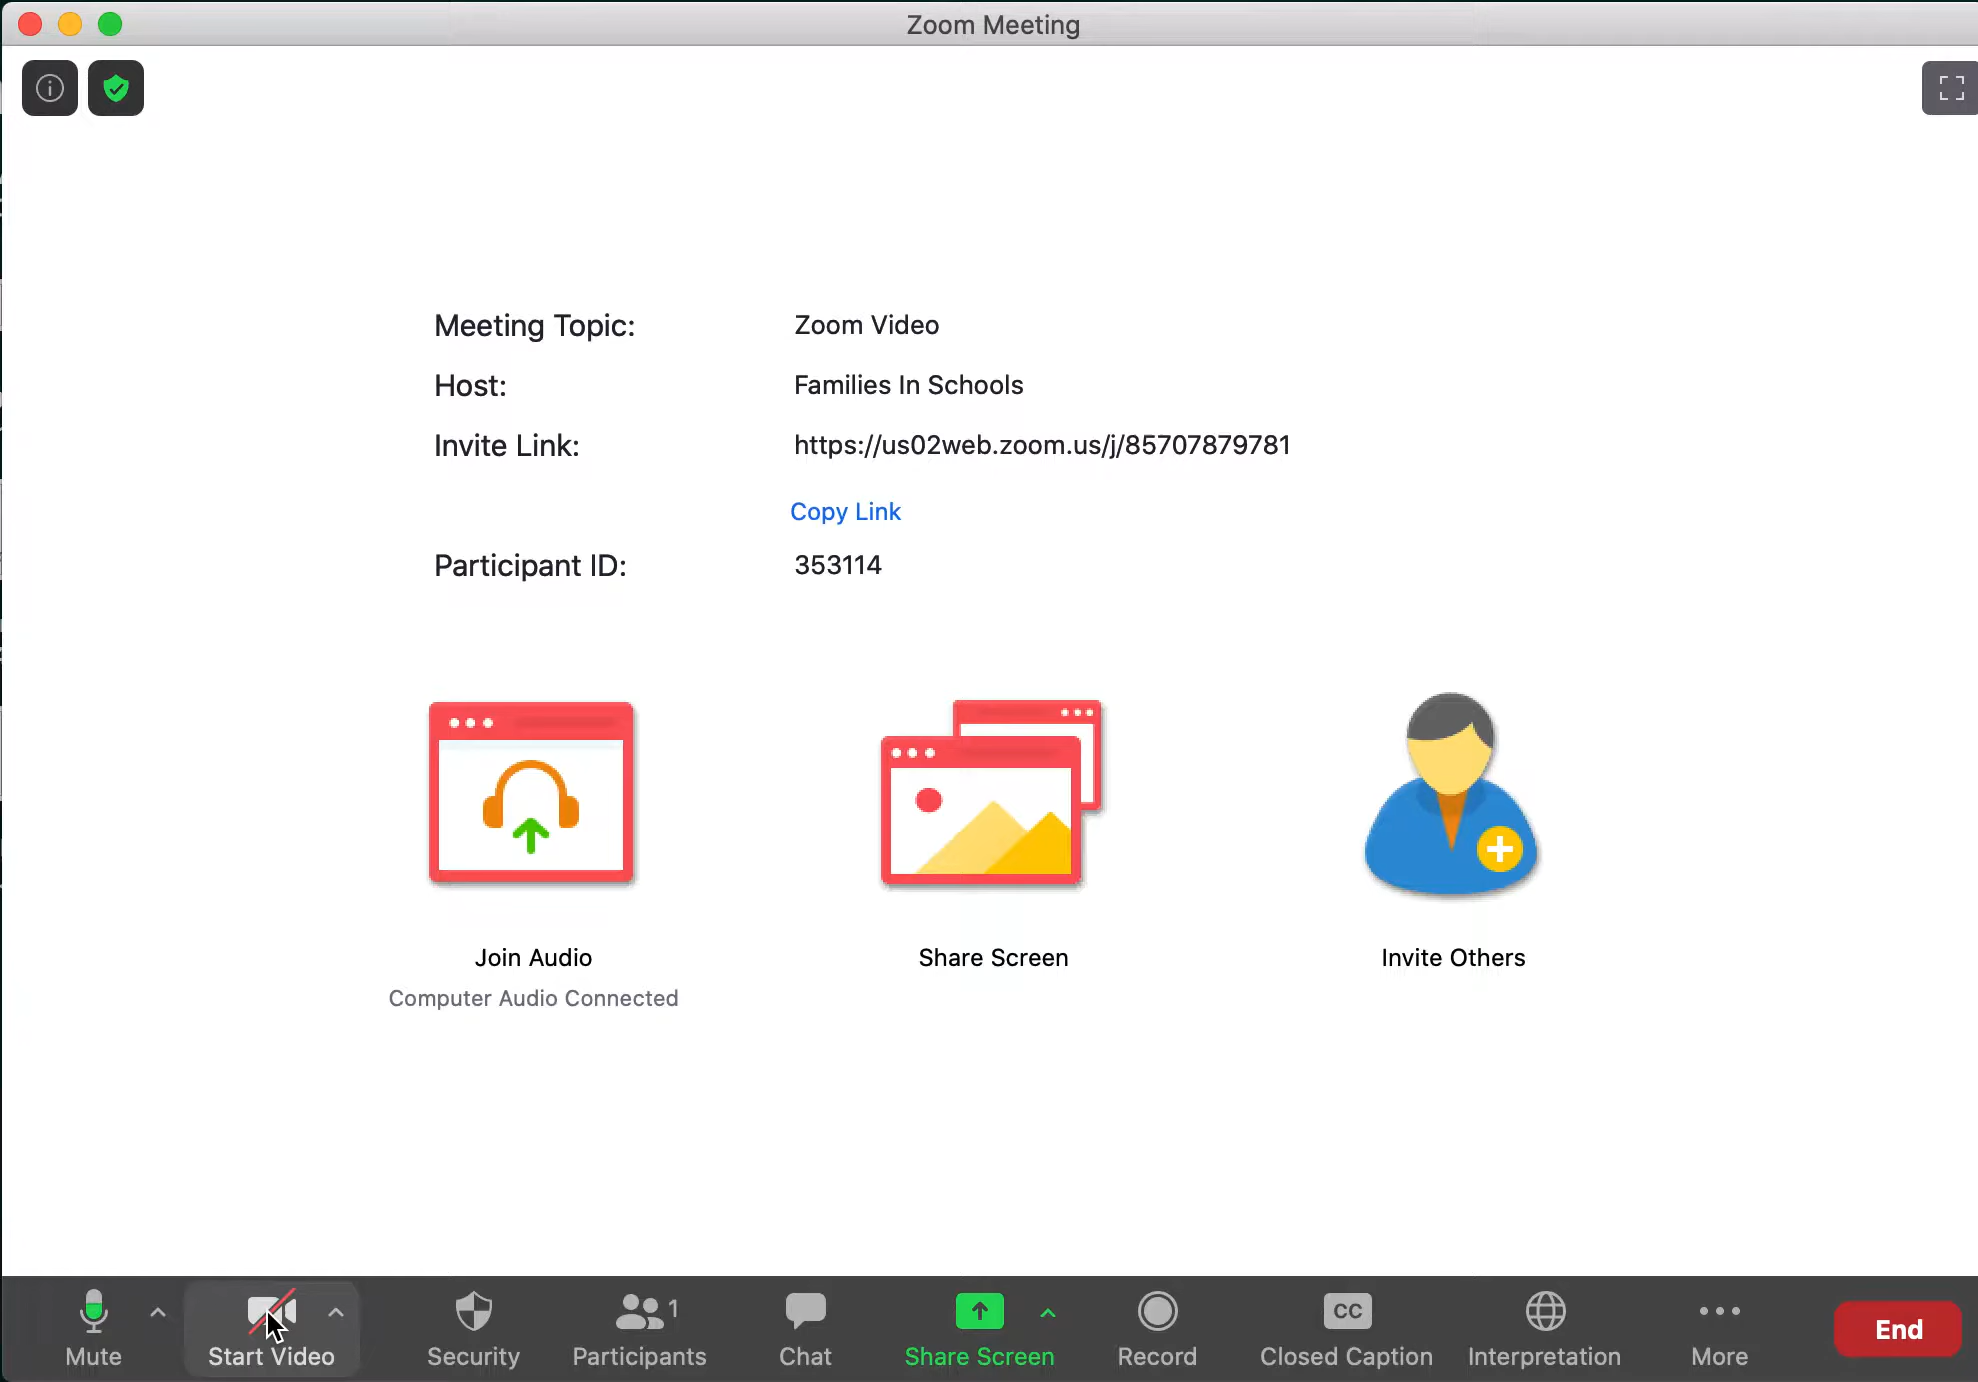 Zoom Meeting
Meeting Topic: Zoom Video
Host: Families In Schools
Invite Link: https://us02web.zoom.us/j/85707879781
Copy Link
Participant ID: 353114
Join Audio Share Screen Invite Others
Computer Audio Connected
1 CC
Mute Start Video Security Participants Chat Share Screen Record Closed Caption Interpretation More End